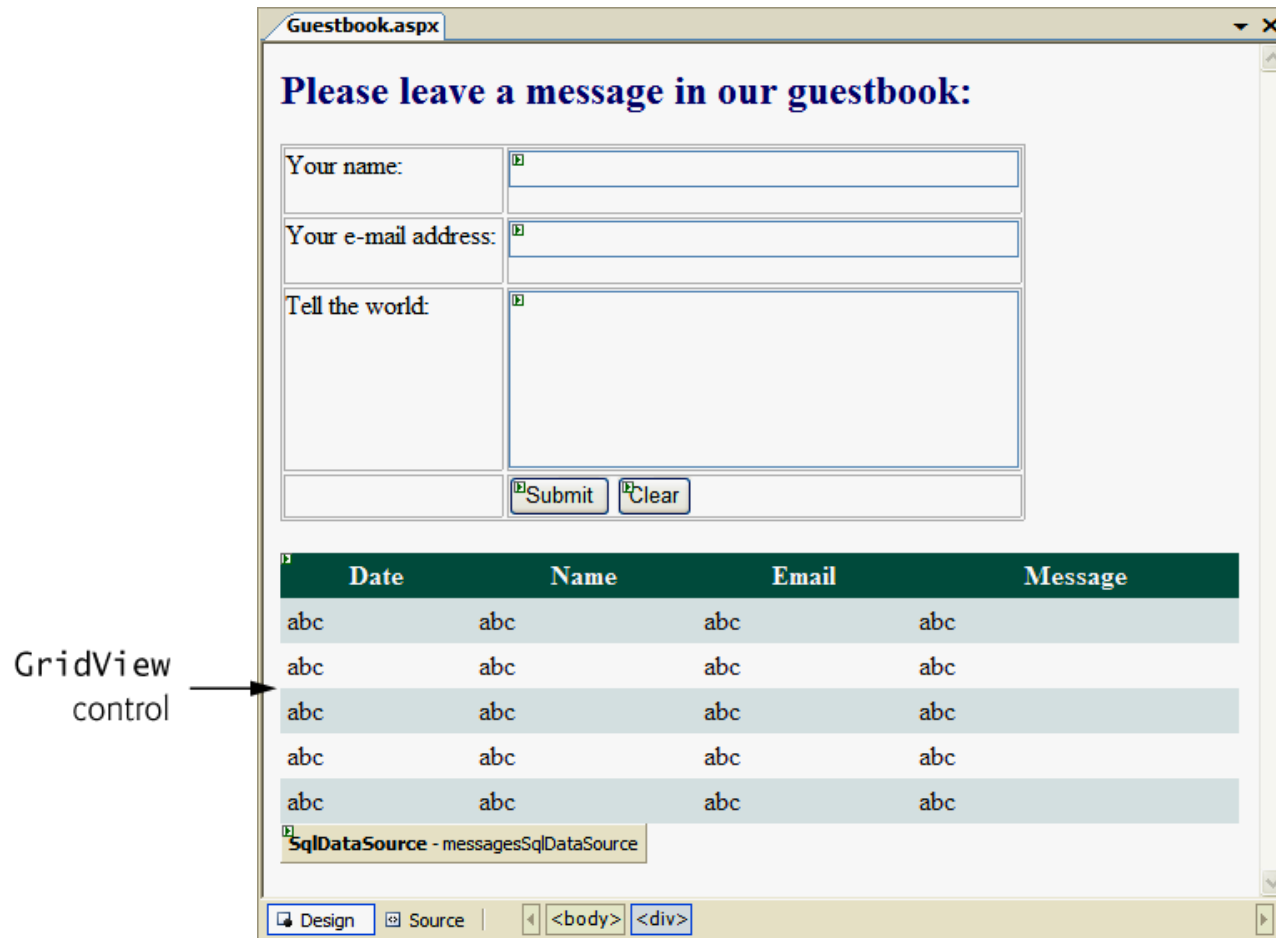 Guestbook.aspx
Please leave a message in our guestbook:
Your name:
Your e-mail address:
Tell the world:
Submit Clear
Date Name Email Message
abc abc abc abc
abc abc abc abc
abc abc abc abc
abc abc abc abc
abc abc abc abc
GridView
control
SqlDataSource - messagesSqlDataSource
Design Source <body> <div>